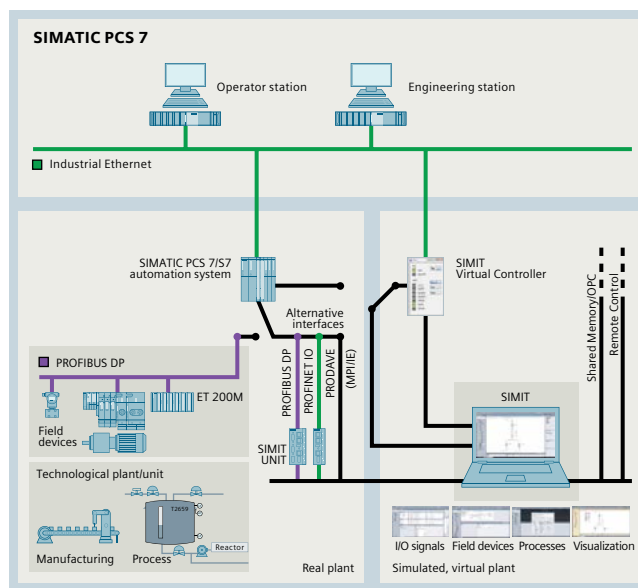 SIMATIC PCS 7
Operator station
Engineering station
Industrial Ethernet
SIMATIC PCS 7/S7
automation system
SIMIT
Virtual Controller
Alternative
interfaces
PROFIBUS DP
PROFINET IO
PRODAVE
(MPI/IE)
Shared Memory/OPC
Remote Control
PROFIBUS DP
ET 200M
Field
devices
SIMIT
UNIT
SIMIT
Technological plant/unit
T2659
Reactor
Manufacturing
Process
Real plant
I/O signals
Field devices
Processes
Visualization
Simulated, virtual plant